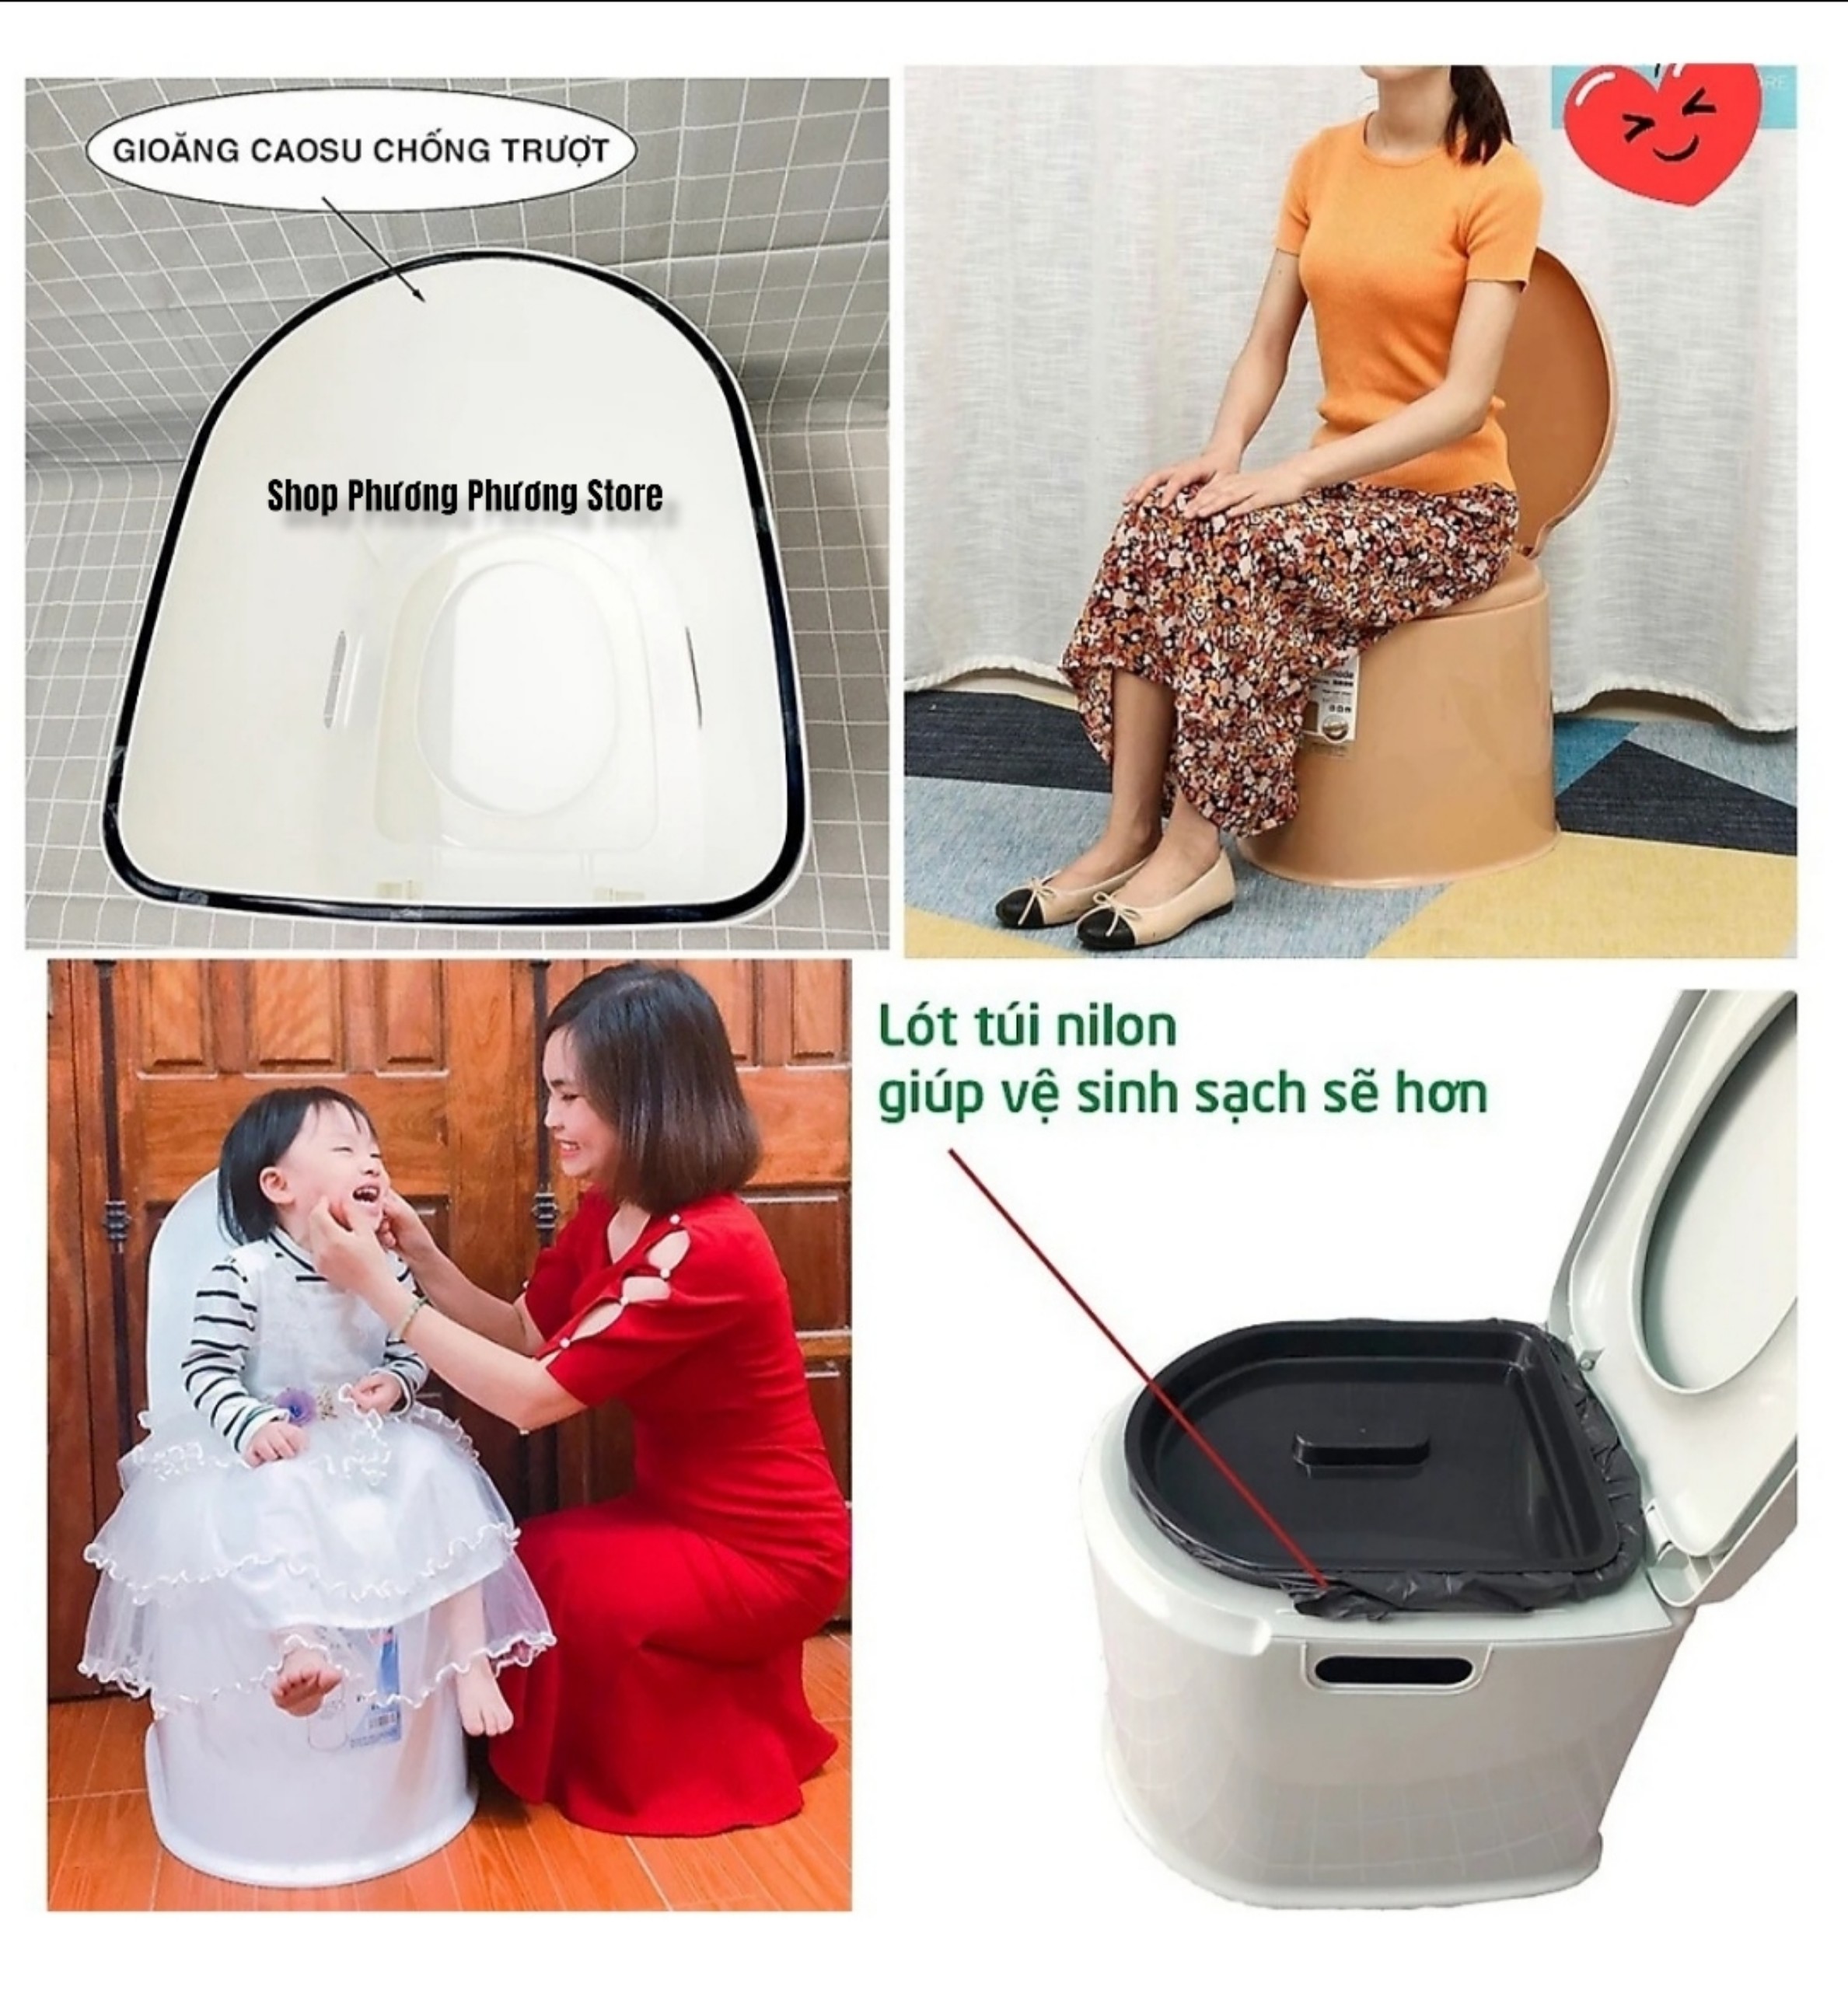 GIOĂNG CAOSU CHỐNG TRƯỢT
Shop Phương Phương Store
Lót túi nilon
giúp vệ sinh sạch sẽ hơn